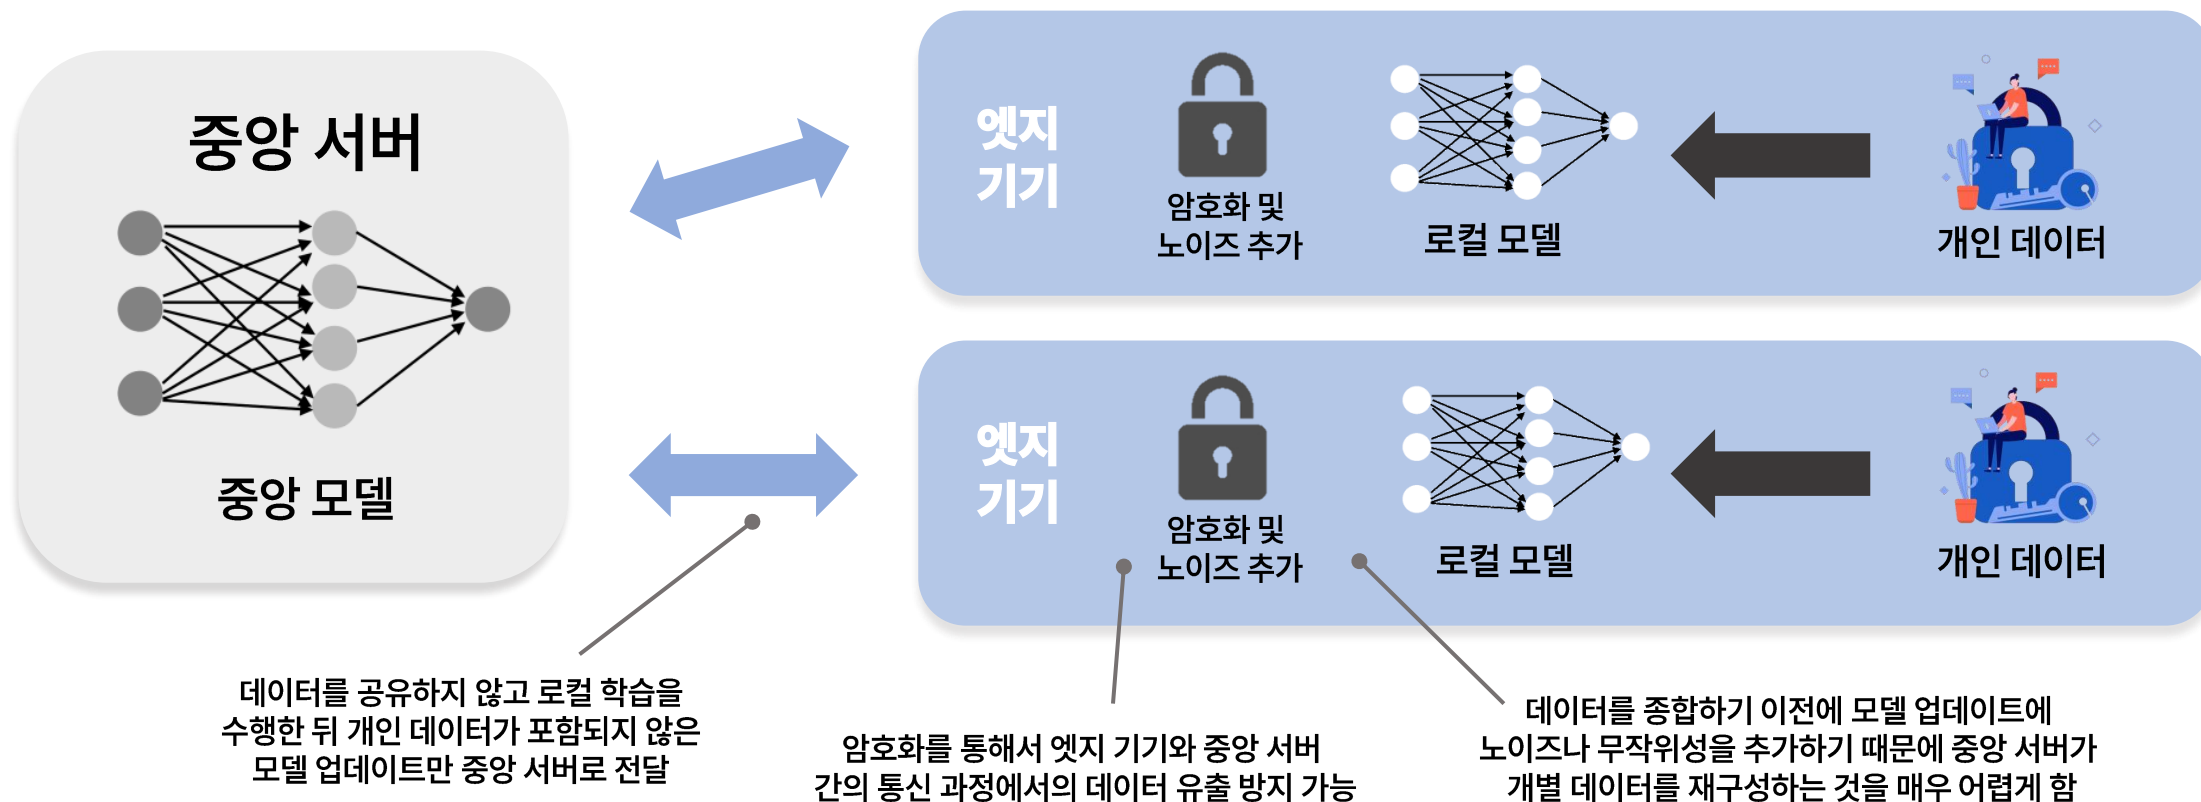 중앙 서버
중앙 모델
엣지
기기
암호화 및
노이즈 추가
로컬 모델
개인 데이터
엣지
기기
암호화 및
노이즈 추가
로컬 모델
개인 데이터
데이터를 공유하지 않고 로컬 학습을
수행한 뒤 개인 데이터가 포함되지 않은
모델 업데이트만 중앙 서버로 전달
암호화를 통해서 엣지 기기와 중앙 서버
간의 통신 과정에서의 데이터 유출 방지 가능
데이터를 종합하기 이전에 모델 업데이트에
노이즈나 무작위성을 추가하기 때문에 중앙 서버가
개별 데이터를 재구성하는 것을 매우 어렵게 함